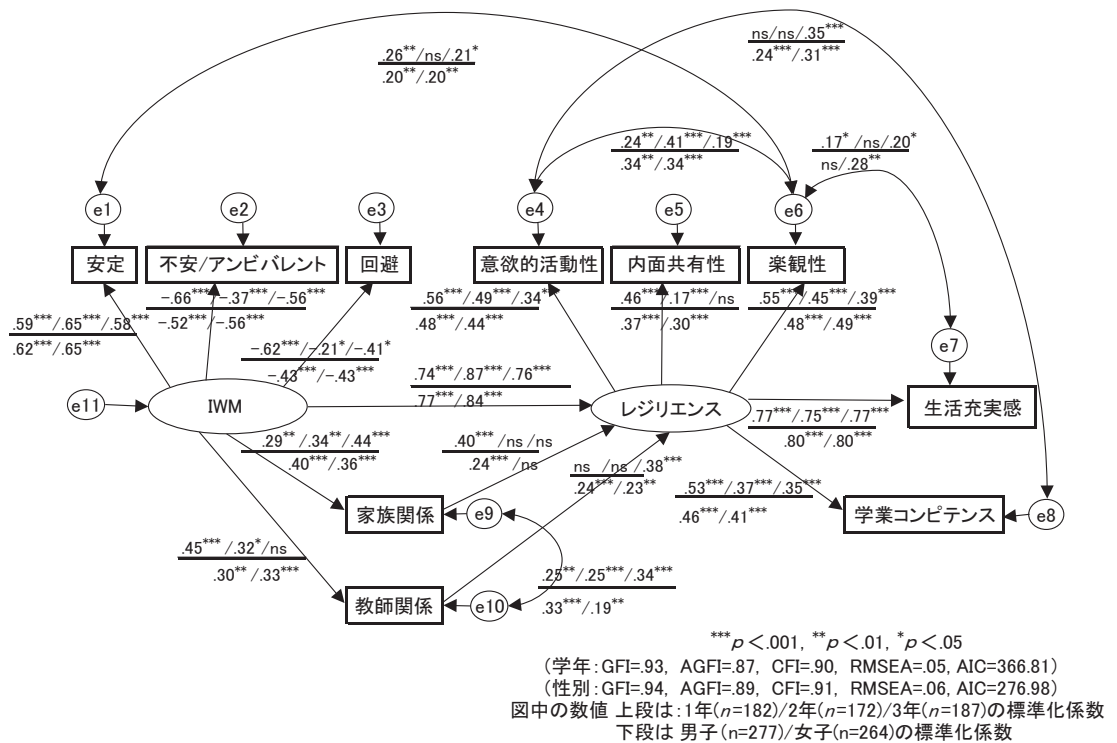 ns/ns/.35***
.24***/.31***
.26**/ns/.21*
.20**/.20**
.24**/.41***/.19***
.34**/.34***
.17*/ns/.20*
ns/.28**
e1
e2
e3
e4
e5
e6
安定
不安/アンビバレント
回避
意欲的活動性
内面共有性
楽観性
-.66***/-.37***/-.56***
-.52***/-.56***
.56***/.49***/.34**
.48***/.44***
.46***/.17***/ns
.37***/.30***
.55***/.45***/.39***
.48***/.49***
.59***/.65***/.58***
.62***/.65***
-.62***/-.21*/-.41*
-.43***/-.43***
e7
.74***/.87***/.76***
.77***/.84***
e11
IWM
レジリエンス
生活充実感
.77***/.75***/.77***
.80***/.80***
.29**/.34**/.44***
.40***/.36***
.40***/ns/ns
.24***/ns
ns/ns/.38***
.24***/.23**
.53***/.37***/.35***
.46***/.41***
家族関係
e9
学業コンピテンス
e8
.45***/.32*/ns
.30**/.33***
.25**/.25***/.34***
.33***/.19**
教師関係
e10
***p<.001, **p<.01, *p<.05
(学年:GFI=.93, AGFI=.87, CFI=.90, RMSEA=.05, AIC=366.81)
(性別:GFI=.94, AGFI=.89, CFI=.91, RMSEA=.06, AIC=276.98)
図中の数値 上段は:1年(n=182)/2年(n=172)/3年(n=187)の標準化係数
下段は 男子(n=277)/女子(n=264)の標準化係数